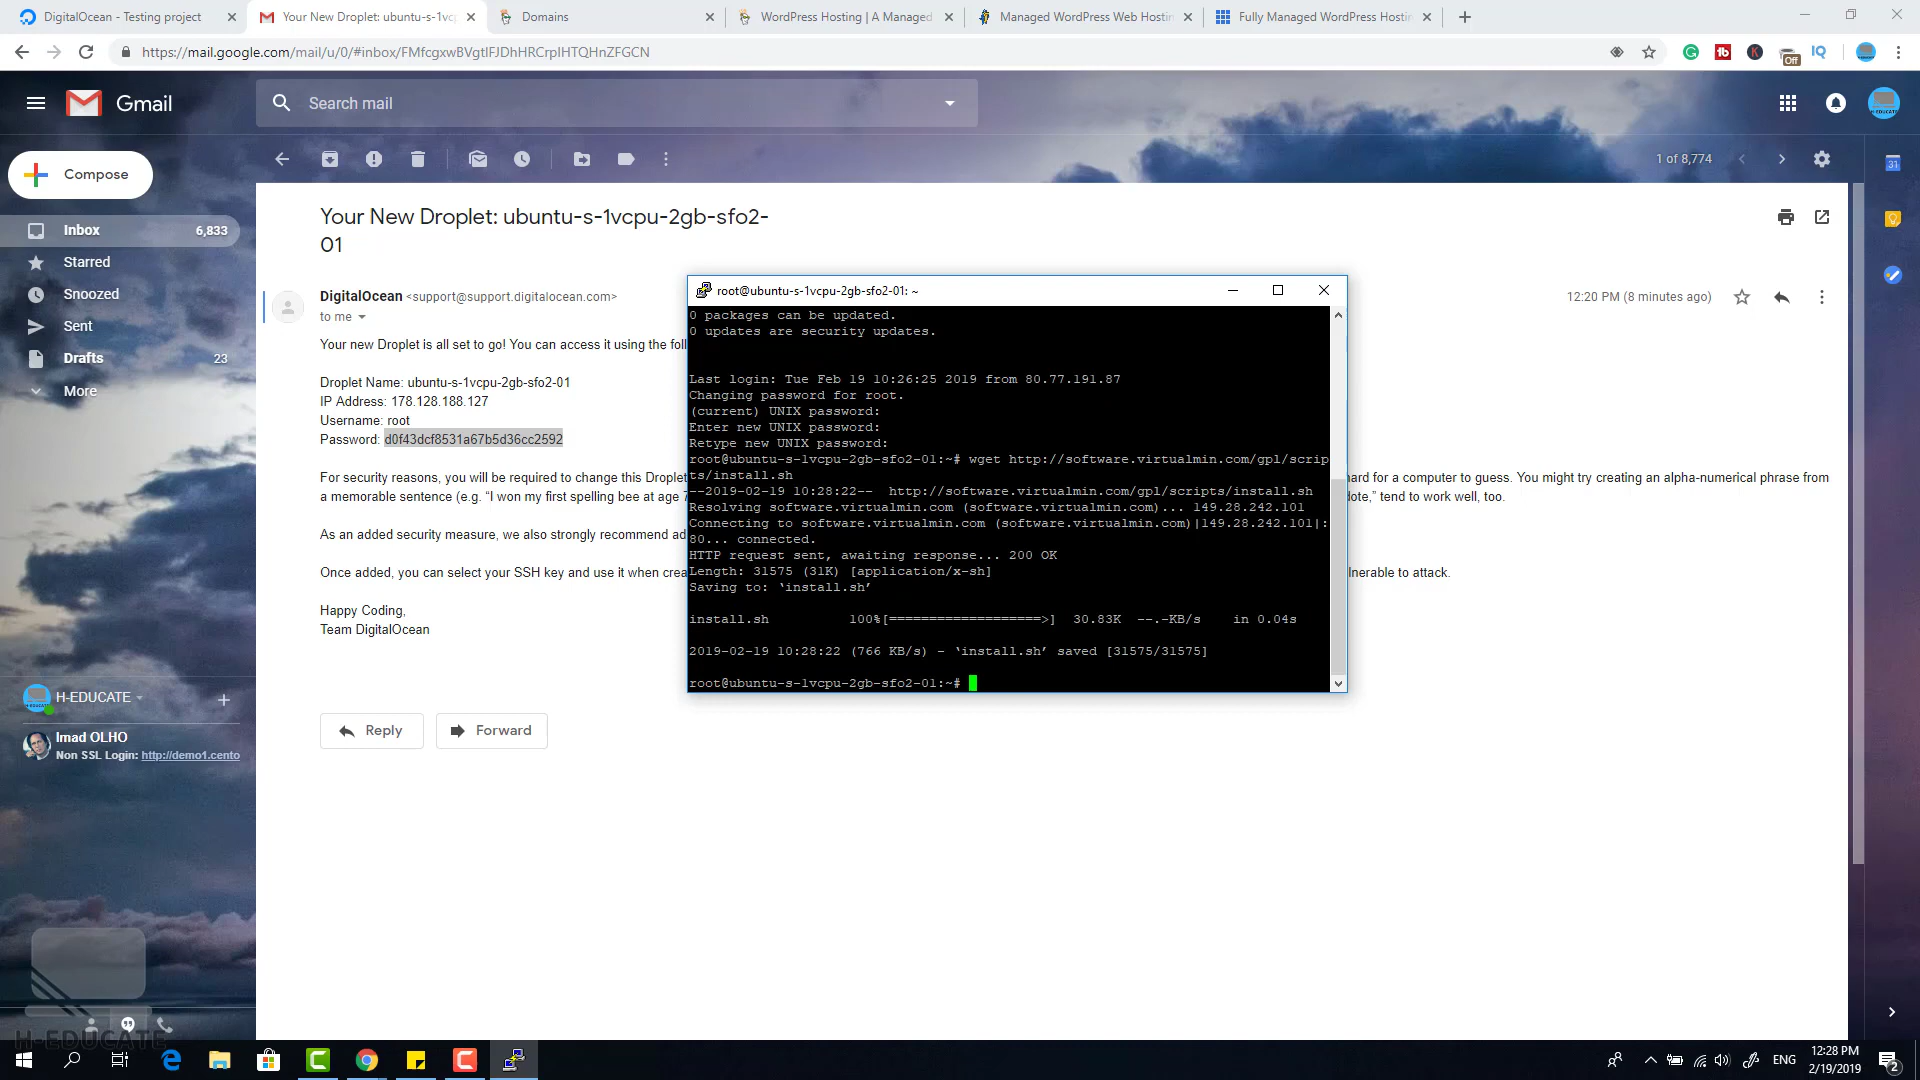 DigitalOcean - Testing project
Your New Droplet: ubuntu-s-1vcp
Domains
WordPress Hosting | A Managed
Managed WordPress Web Hostin
Fully Managed WordPress Hostin
https://mail.google.com/mail/u/0/#inbox/FMfcgxwBVgtlFJDhHRCrpIHTQHnZFGCN
Off
IQ
Gmail
Search mail
H-EDUCATE
Compose
1 of 8,774
31
Inbox 6,833
Starred
Snoozed
Sent
Drafts 23
More
Your New Droplet: ubuntu-s-1vcpu-2gb-sfo2-
01
DigitalOcean <support@support.digitalocean.com>
12:20 PM (8 minutes ago)
to me
Your new Droplet is all set to go! You can access it using the fol
Droplet Name: ubuntu-s-1vcpu-2gb-sfo2-01
IP Address: 178.128.188.127
Username: root
Password: d0f43dcf8531a67b5d36cc2592
For security reasons, you will be required to change this Droplet hard for a computer to guess. You might try creating an alpha-numerical phrase from
a memorable sentence (e.g. “I won my first spelling bee at age 7 dote,” tend to work well, too.
As an added security measure, we also strongly recommend ad
Once added, you can select your SSH key and use it when crea lnerable to attack.
Happy Coding,
Team DigitalOcean
Reply
Forward
root@ubuntu-s-1vcpu-2gb-sfo2-01: ~
0 packages can be updated.
0 updates are security updates.
Last login: Tue Feb 19 10:26:25 2019 from 80.77.191.87
Changing password for root.
(current) UNIX password:
Enter new UNIX password:
Retype new UNIX password:
root@ubuntu-s-1vcpu-2gb-sfo2-01:~# wget http://software.virtualmin.com/gpl/scrip
ts/install.sh
--2019-02-19 10:28:22--  http://software.virtualmin.com/gpl/scripts/install.sh
Resolving software.virtualmin.com (software.virtualmin.com)... 149.28.242.101
Connecting to software.virtualmin.com (software.virtualmin.com)|149.28.242.101|:
80... connected.
HTTP request sent, awaiting response... 200 OK
Length: 31575 (31K) [application/x-sh]
Saving to: ‘install.sh’
install.sh          100%[===================>]  30.83K  --.-KB/s    in 0.04s
2019-02-19 10:28:22 (766 KB/s) - ‘install.sh’ saved [31575/31575]
root@ubuntu-s-1vcpu-2gb-sfo2-01:~#
H-EDUCATE
Imad OLHO
Non SSL Login: http://demo1.cento
H-EDUCATE
ENG
12:28 PM
2/19/2019
2